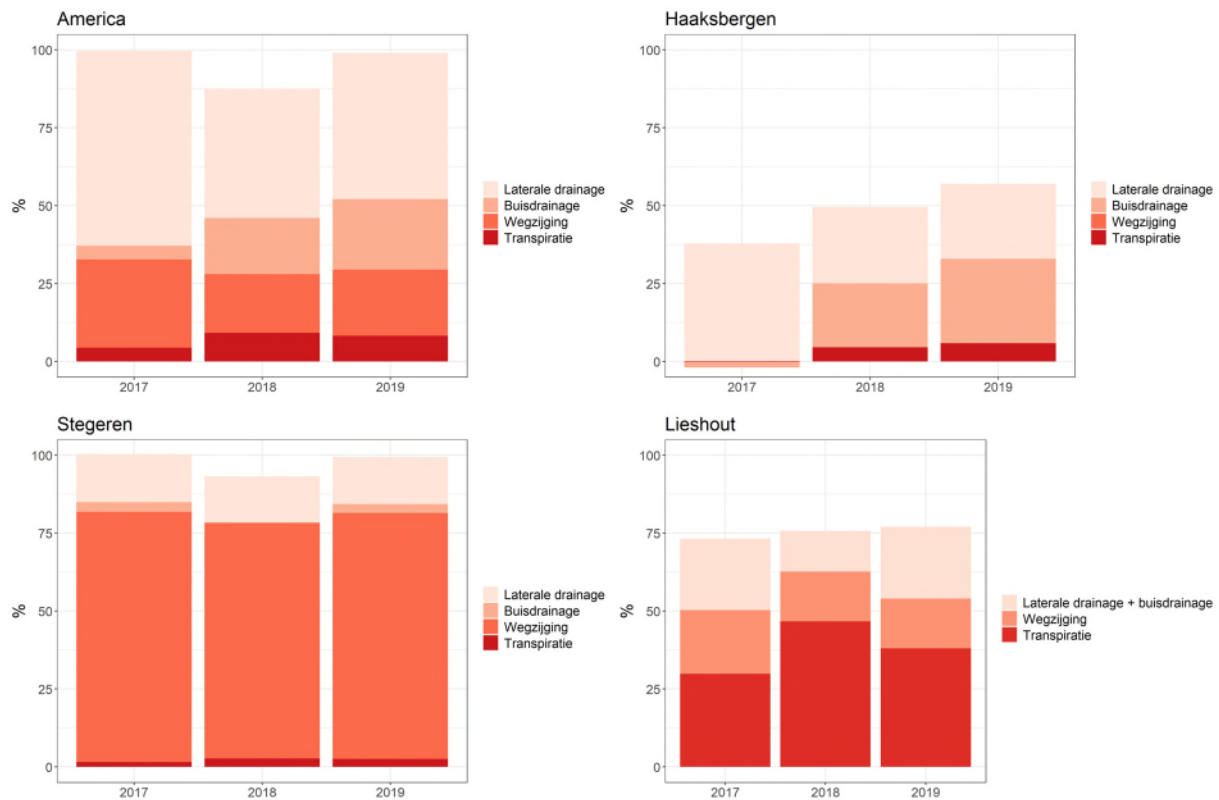 America
100
75
50
25
0
%
2017
2018
2019
Laterale drainage
Buisdrainage
Wegzijging
Transpiratie
Haaksbergen
100
75
50
25
0
%
2017
2018
2019
Laterale drainage
Buisdrainage
Wegzijging
Transpiratie
Stegeren
100
75
50
25
0
%
2017
2018
2019
Laterale drainage
Buisdrainage
Wegzijging
Transpiratie
Lieshout
100
75
50
25
0
%
2017
2018
2019
Laterale drainage + buisdrainage
Wegzijging
Transpiratie